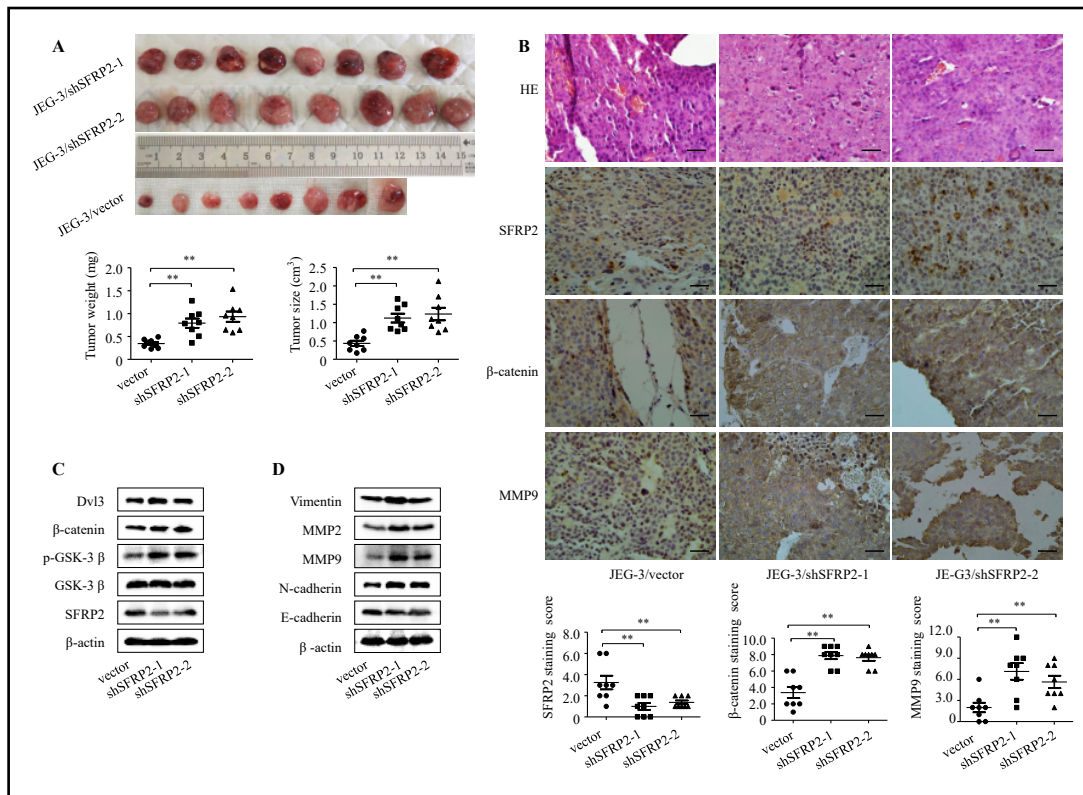 A
JEG-3/shSFRP2-1
JEG-3/shSFRP2-2
1 2 3 4 5 6 7 8 9 10 11 12 13 14 15
JEG-3/vector
Tumor weight (mg)
2.0
1.5
1.0
0.5
0
**
**
vector
shSFRP2-1
shSFRP2-2
Tumor size (cm³)
2.5
2.0
1.5
1.0
0.5
0
**
**
vector
shSFRP2-1
shSFRP2-2
B
HE
SFRP2
β-catenin
MMP9
JEG-3/vector
JEG-3/shSFRP2-1
JE-G3/shSFRP2-2
SFRP2 staining score
8.0
6.0
4.0
2.0
0
**
**
vector
shSFRP2-1
shSFRP2-2
β-catenin staining score
10.0
8.0
6.0
4.0
2.0
0
**
**
vector
shSFRP2-1
shSFRP2-2
MMP9 staining score
12.0
9.0
6.0
3.0
0
**
**
vector
shSFRP2-1
shSFRP2-2
C
Dvl3
β-catenin
p-GSK-3 β
GSK-3 β
SFRP2
β-actin
vector
shSFRP2-1
shSFRP2-2
D
Vimentin
MMP2
MMP9
N-cadherin
E-cadherin
β -actin
vector
shSFRP2-1
shSFRP2-2